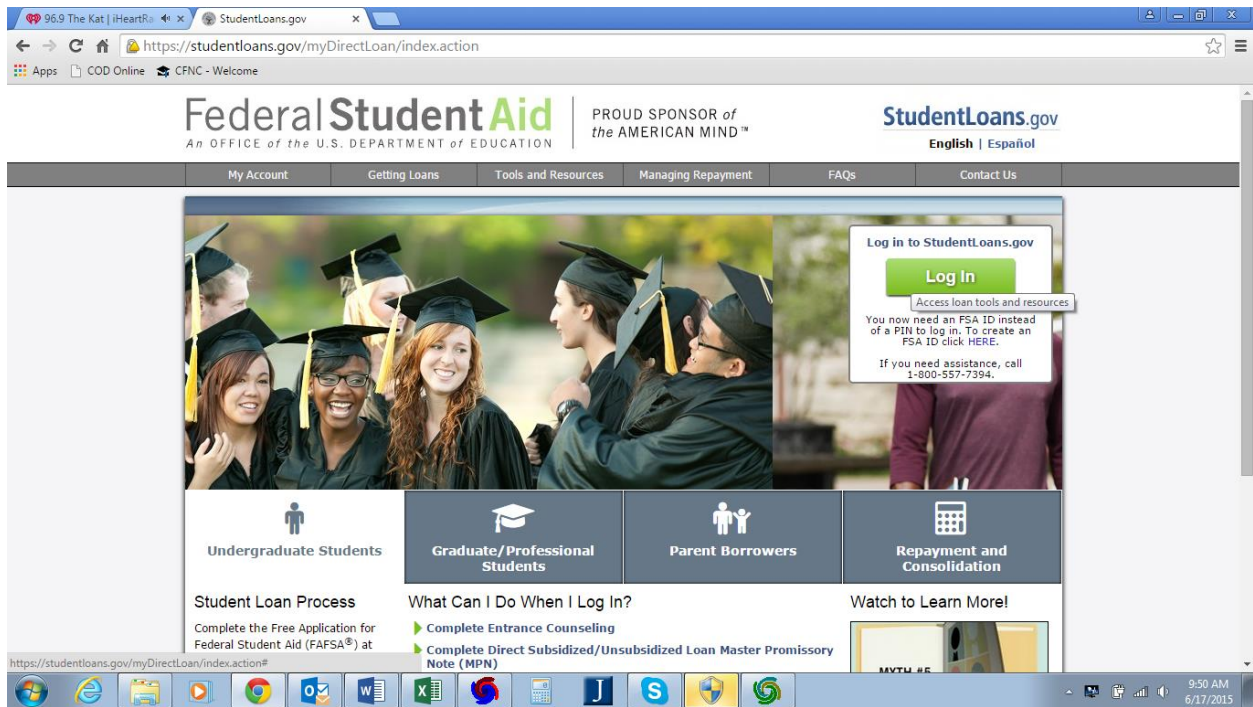 96.9 The Kat | iHeartRa
StudentLoans.gov
https://studentloans.gov/myDirectLoan/index.action
Apps
COD Online
CFNC - Welcome
Federal Student Aid
An OFFICE of the U.S. DEPARTMENT of EDUCATION
PROUD SPONSOR of
the AMERICAN MIND™
StudentLoans.gov
English | Español
My Account
Getting Loans
Tools and Resources
Managing Repayment
FAQs
Contact Us
Log in to StudentLoans.gov
Log In
Access loan tools and resources
You now need an FSA ID instead
of a PIN to log in. To create an
FSA ID click HERE.
If you need assistance, call
1-800-557-7394.
Undergraduate Students
Graduate/Professional
Students
Parent Borrowers
Repayment and
Consolidation
Student Loan Process
Complete the Free Application for
Federal Student Aid (FAFSA®) at
What Can I Do When I Log In?
Complete Entrance Counseling
Complete Direct Subsidized/Unsubsidized Loan Master Promissory
Note (MPN)
Watch to Learn More!
MYTH #5
https://studentloans.gov/myDirectLoan/index.action#
9:50 AM
6/17/2015